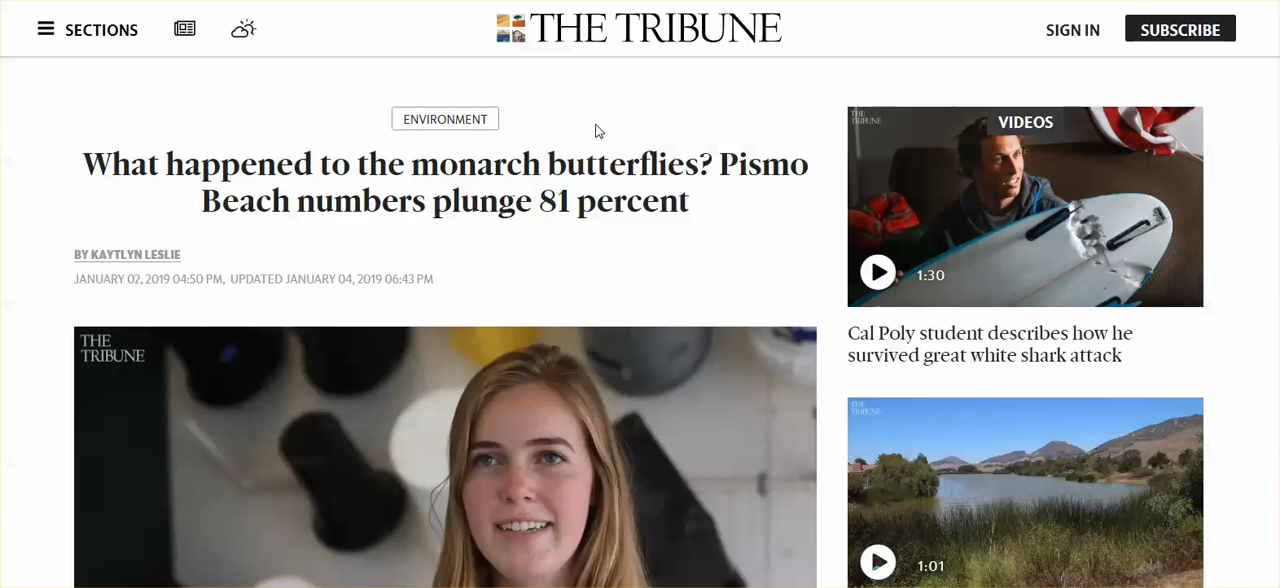 SECTIONS
THE TRIBUNE
SIGN IN
SUBSCRIBE
ENVIRONMENT
What happened to the monarch butterflies? Pismo
Beach numbers plunge 81 percent
BY KAYTLYN LESLIE
JANUARY 02, 2019 04:50 PM, UPDATED JANUARY 04, 2019 06:43 PM
THE
TRIBUNE
THE
TRIBUNE
VIDEOS
1:30
Cal Poly student describes how he
survived great white shark attack
THE
TRIBUNE
1:01